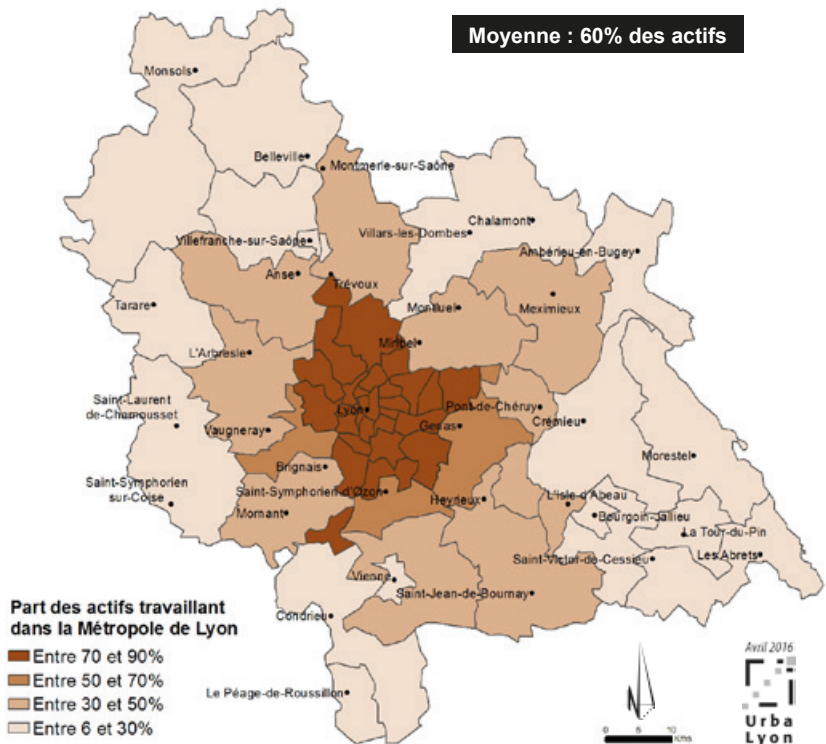 Moyenne : 60% des actifs
Monsols
Belleville
Montmerle-sur-Saône
Chalamont
Villars-les-Dombes
Villefranche-sur-Saône
Ambérieu-en-Bugey
Anse
Trévoux
Tarare
Montluel
Meximieux
Miribel
L'Arbresle
Saint-Laurent
de-Chamousset
Lyon
Pont-de-Chéruy
Genas
Crémieu
Vaugneray
Morestel
Brignais
Saint-Symphorien
sur-Coise
Saint-Symphorien-d'Ozon
Heyrieux
L'Isle-d'Abeau
Mornant
Bourgoin-Jallieu
La Tour-du-Pin
Saint-Victor-de-Cessieu
Les Abrets
Vienne
Saint-Jean-de-Bournay
Condrieu
Le Péage-de-Roussillon
Part des actifs travaillant
dans la Métropole de Lyon
Entre 70 et 90%
Entre 50 et 70%
Entre 30 et 50%
Entre 6 et 30%
N
0 5 10
Kms
Avril 2016
Urba
Lyon